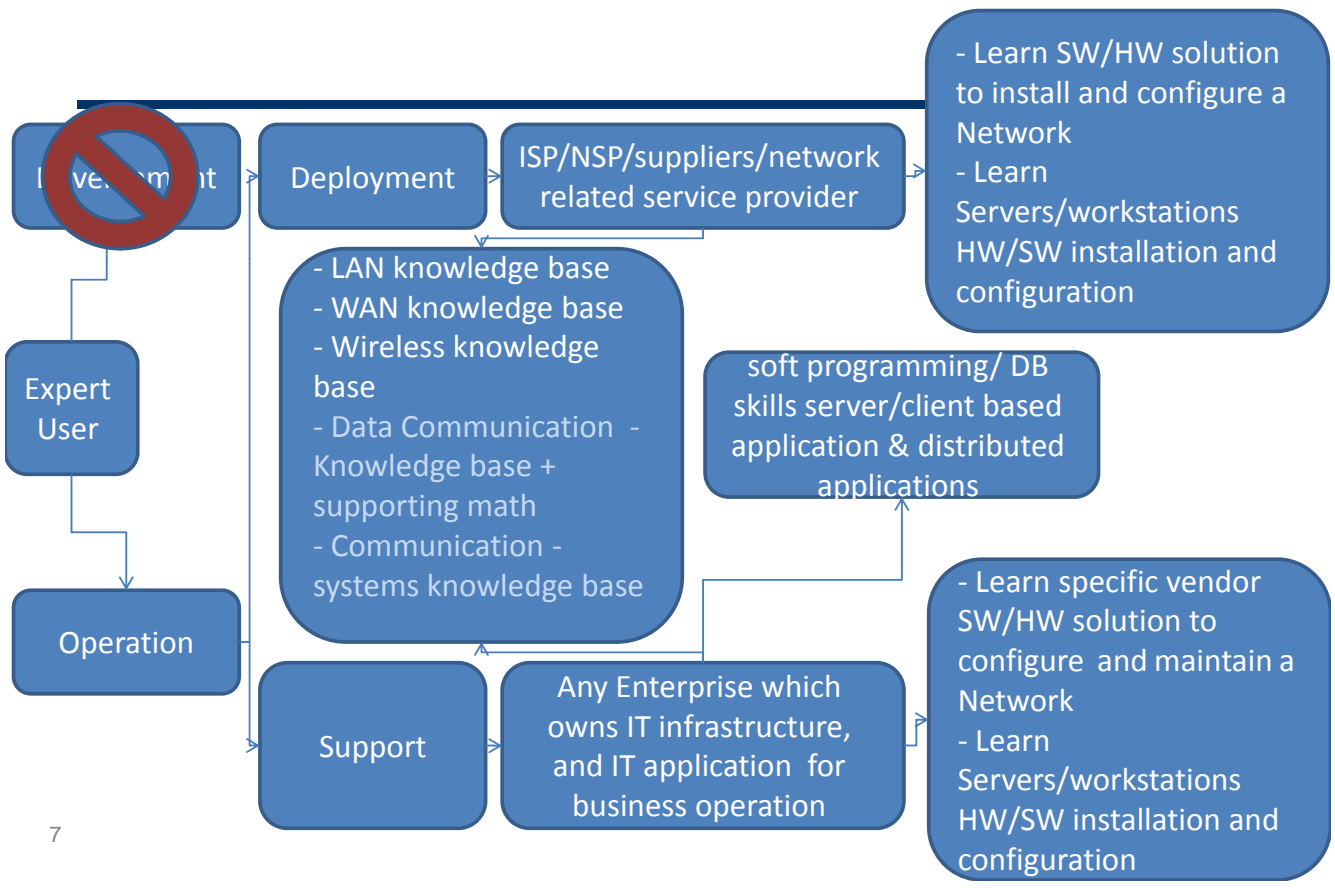 Deployment
ISP/NSP/suppliers/network
related service provider
- Learn SW/HW solution
to install and configure a
Network
- Learn
Servers/workstations
HW/SW installation and
configuration
- LAN knowledge base
- WAN knowledge base
- Wireless knowledge
base
- Data Communication -
Knowledge base +
supporting math
- Communication -
systems knowledge base
Expert
User
soft programming/ DB
skills server/client based
application & distributed
applications
Operation
Support
Any Enterprise which
owns IT infrastructure,
and IT application for
business operation
- Learn specific vendor
SW/HW solution to
configure and maintain a
Network
- Learn
Servers/workstations
HW/SW installation and
configuration
7